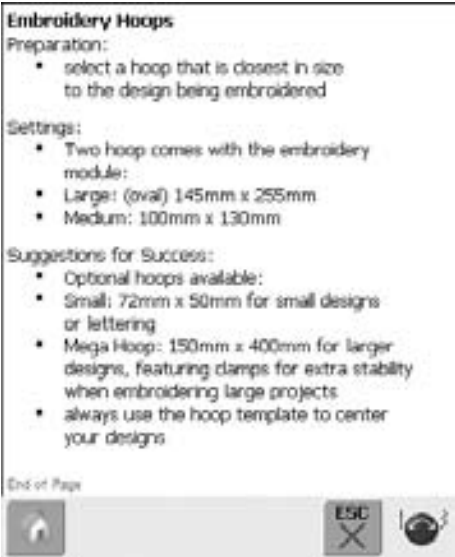 Embroidery Hoops
Preparation:
• select a hoop that is closest in size
to the design being embroidered
Settings:
• Two hoop comes with the embroidery
module:
• Large: (oval) 145mm x 255mm
• Medium: 100mm x 130mm
Suggestions for Success:
• Optional hoops available:
• Small: 72mm x 50mm for small designs
or lettering
• Mega Hoop: 150mm x 400mm for larger
designs, featuring clamps for extra stability
when embroidering large projects
• always use the hoop template to center
your designs
End of Page
ESC